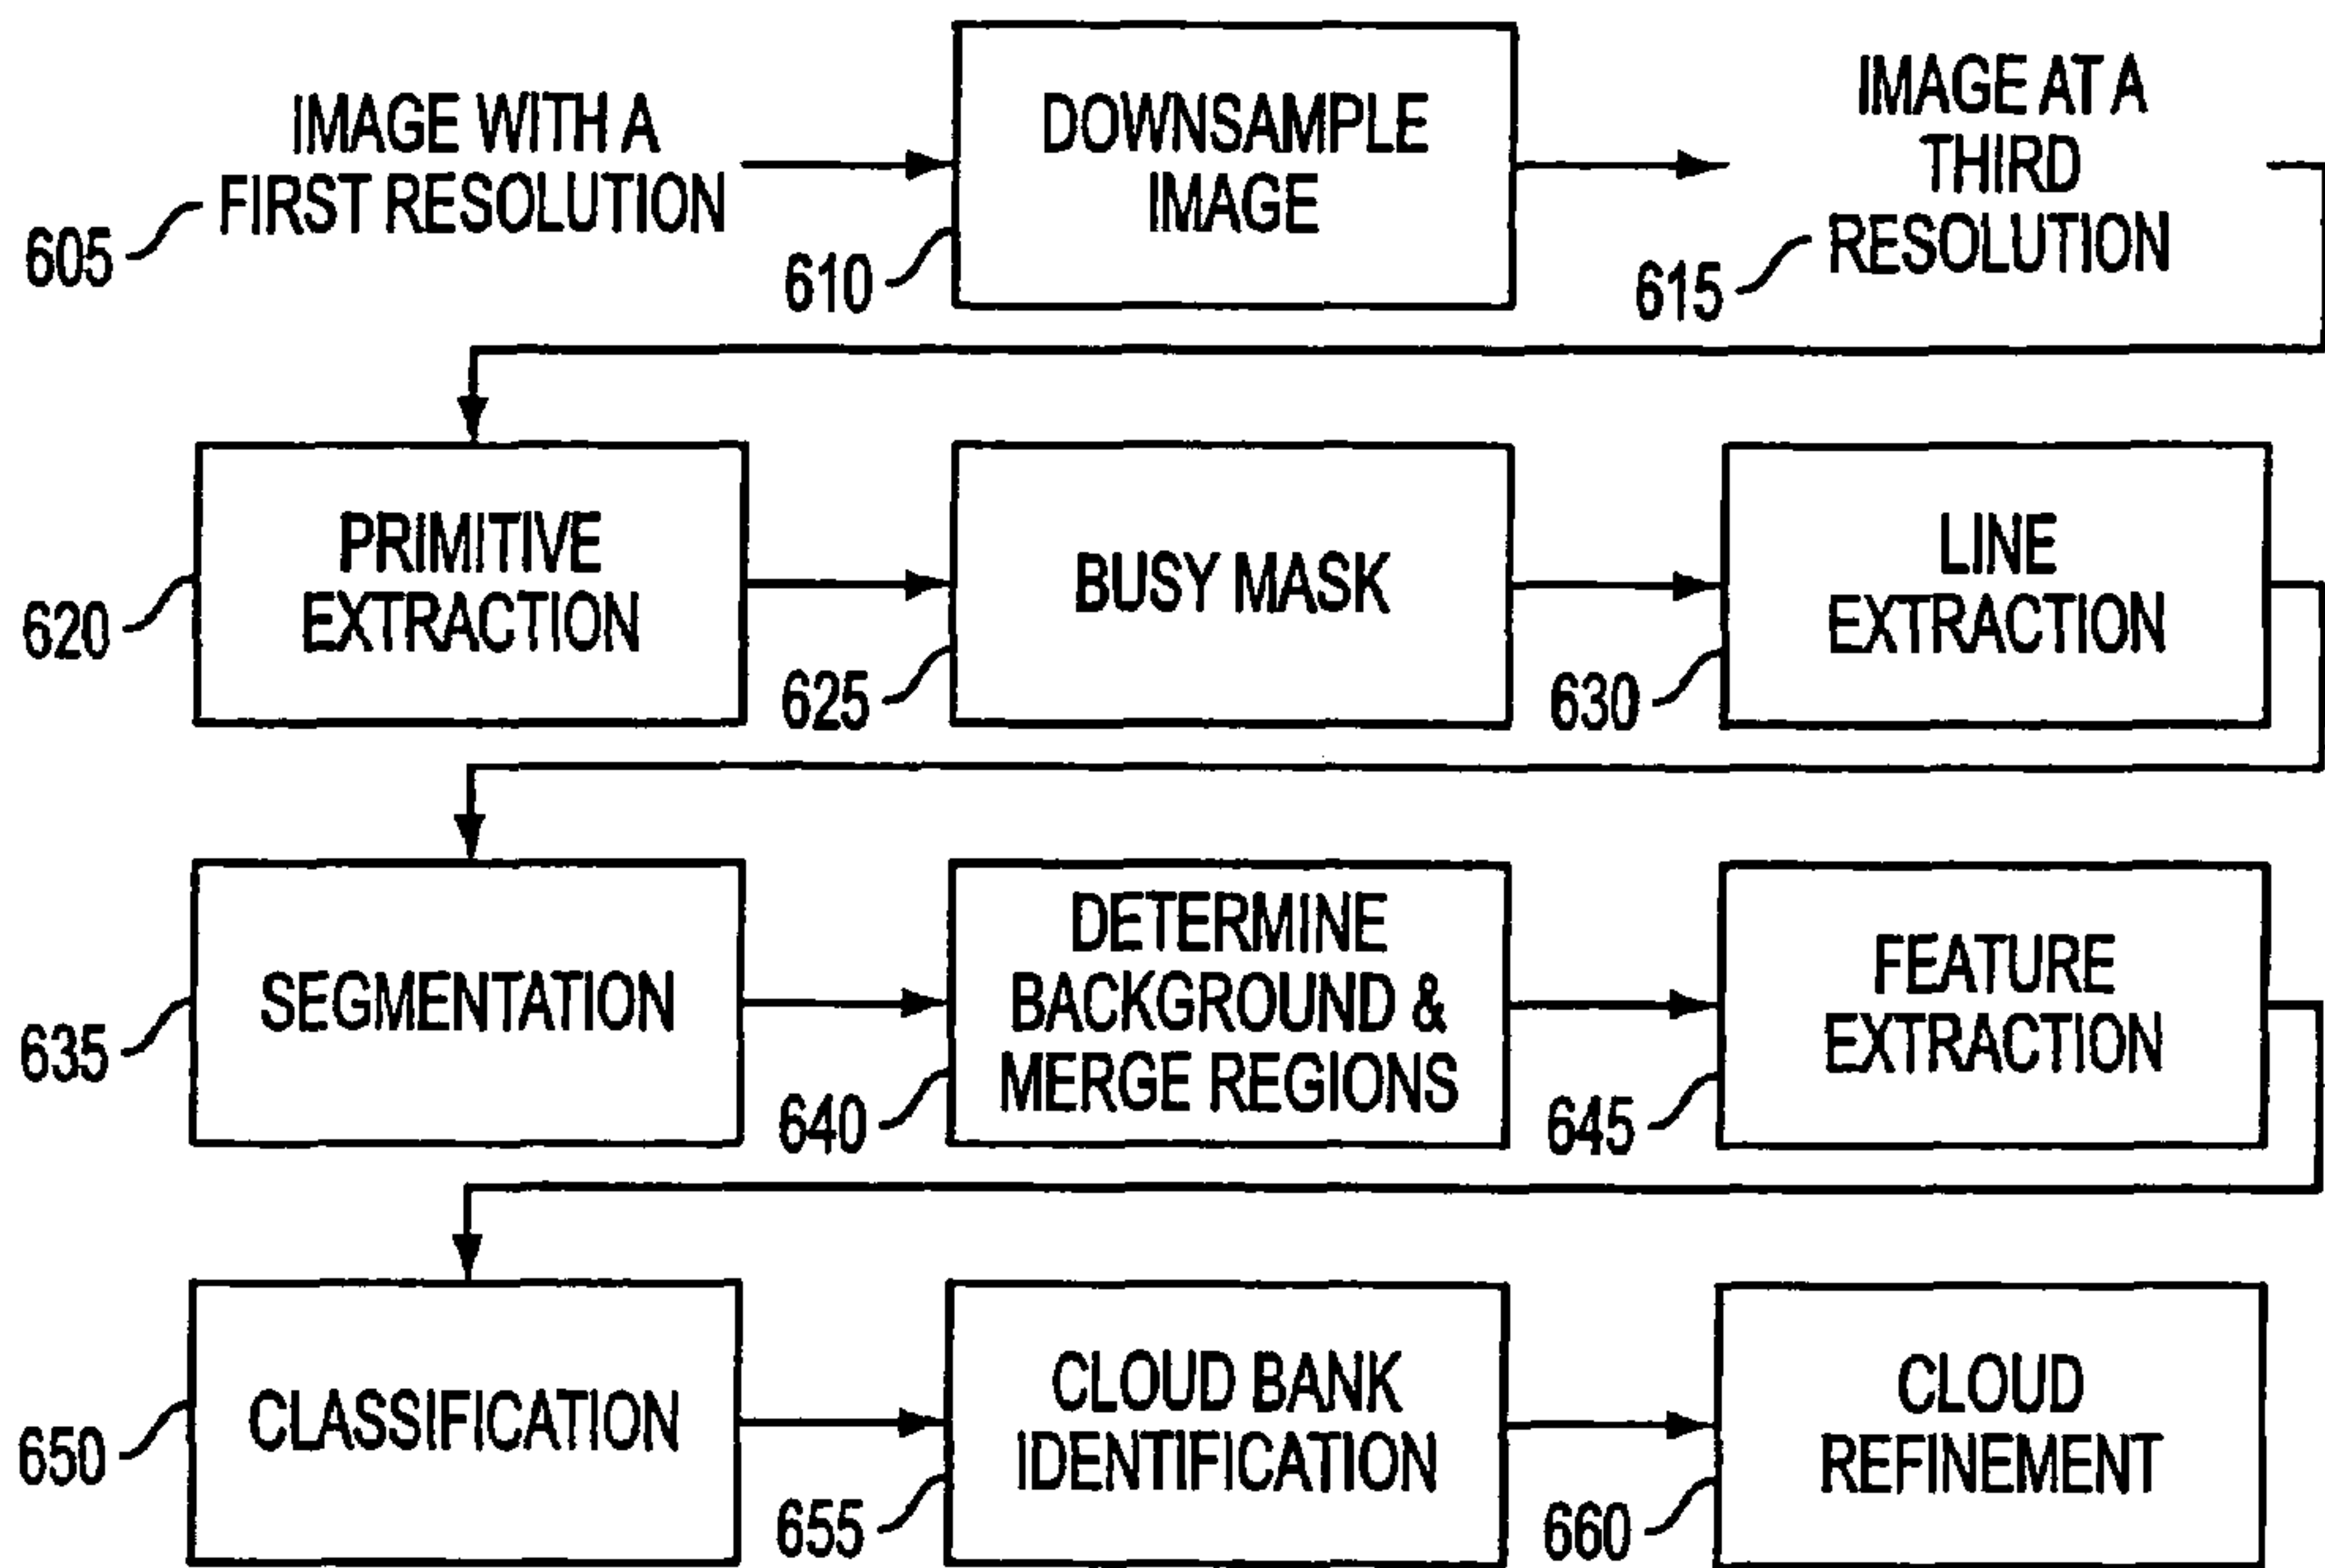 IMAGE WITH A
FIRST RESOLUTION
605
DOWNSAMPLE
IMAGE
610
IMAGE AT A
THIRD
RESOLUTION
615
PRIMITIVE
EXTRACTION
620
BUSY MASK
625
LINE
EXTRACTION
630
SEGMENTATION
635
DETERMINE
BACKGROUND &
MERGE REGIONS
640
FEATURE
EXTRACTION
645
CLASSIFICATION
650
CLOUD BANK
IDENTIFICATION
655
CLOUD
REFINEMENT
660